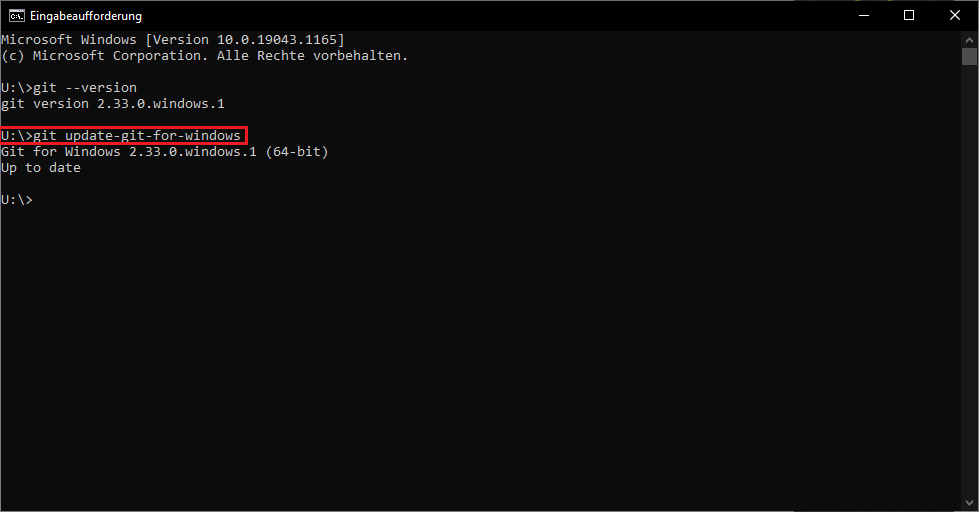 Eingabeaufforderung
Microsoft Windows [Version 10.0.19043.1165]
(c) Microsoft Corporation. Alle Rechte vorbehalten.
U:\>git --version
git version 2.33.0.windows.1
U:\>git update-git-for-windows
Git for Windows 2.33.0.windows.1 (64-bit)
Up to date
U:\>